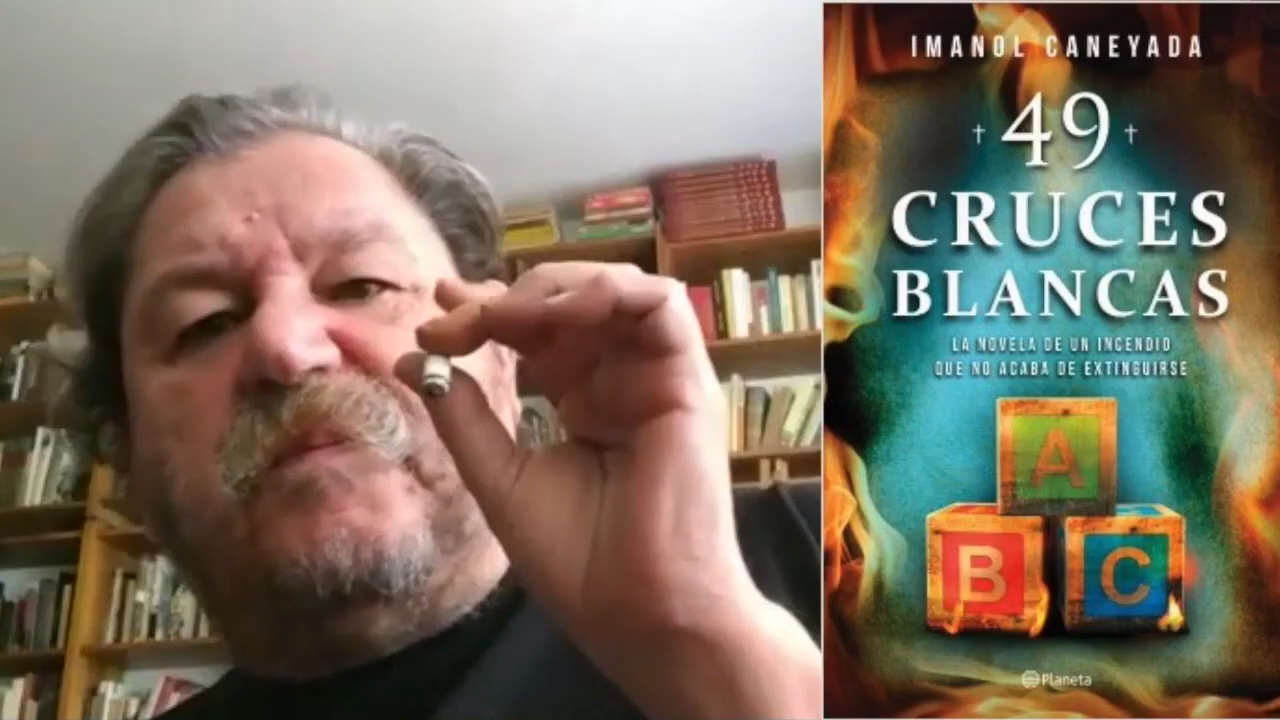 IMANOL CANEYADA
† 49 †
CRUCES
BLANCAS
LA NOVELA DE UN INCENDIO
QUE NO ACABA DE EXTINGUIRSE
A
B C
Planeta